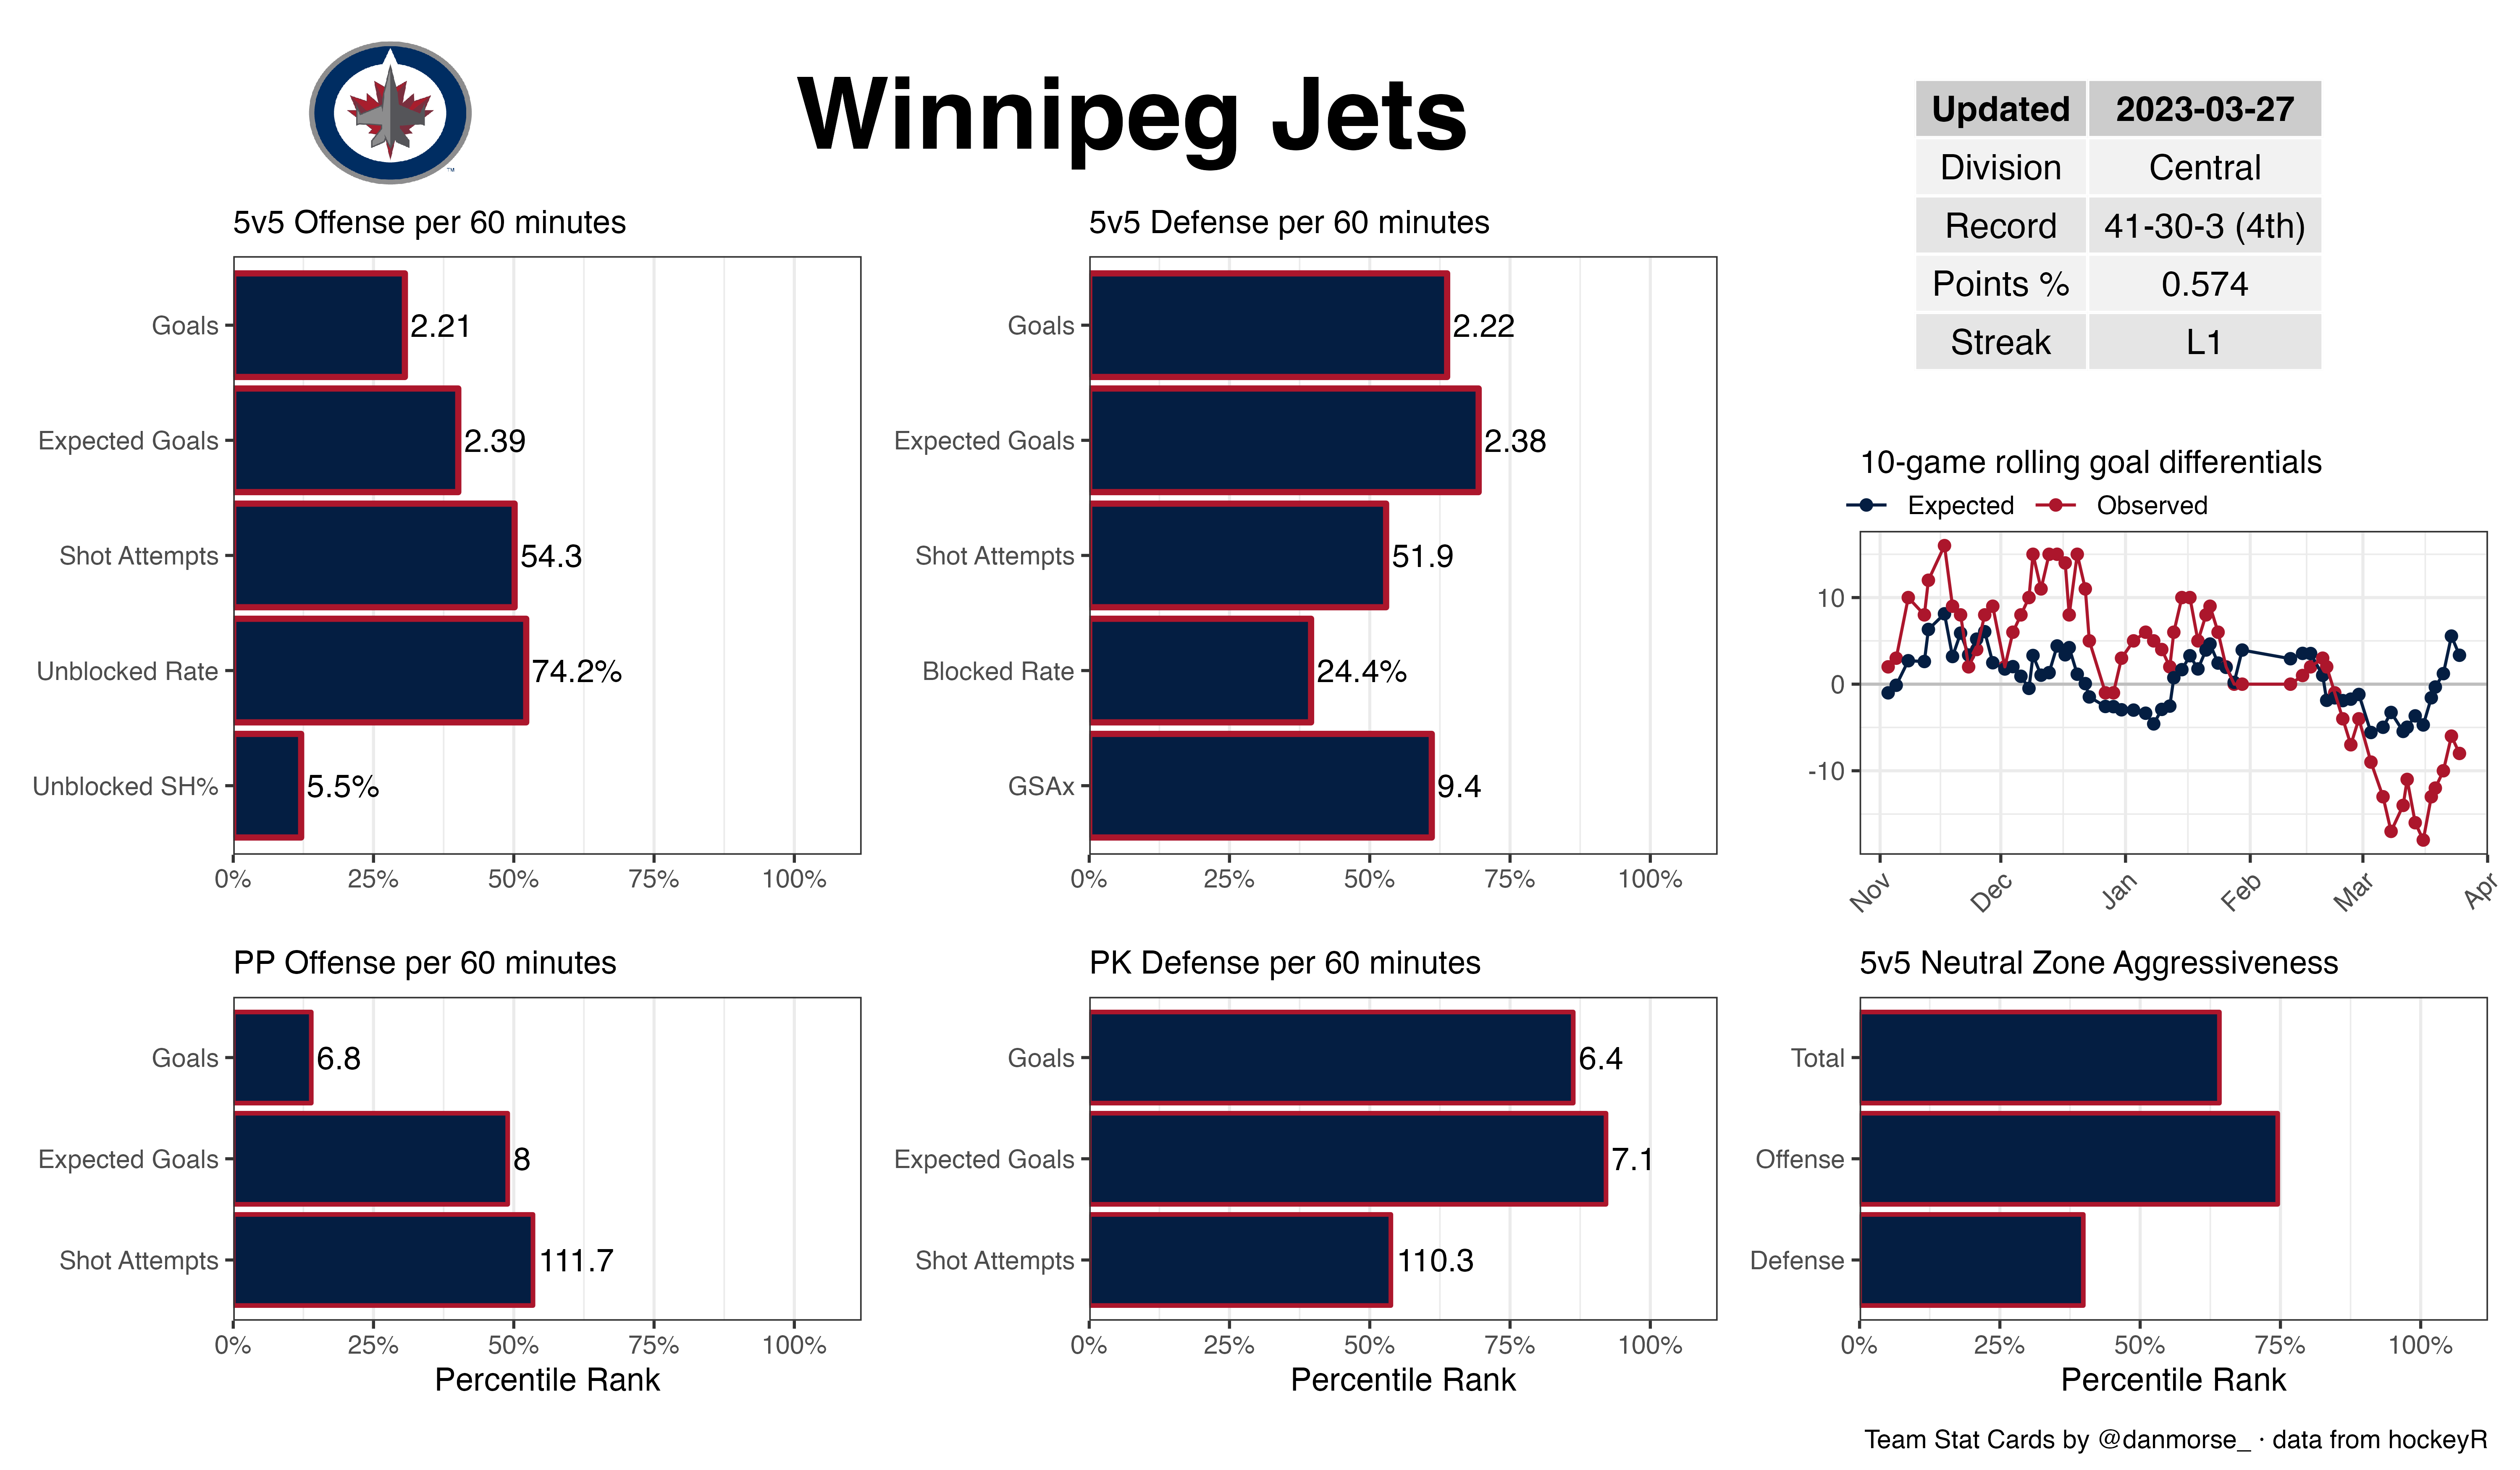 Winnipeg Jets
Updated 2023-03-27
Division Central
Record 41-30-3 (4th)
Points % 0.574
Streak L1
TM
5v5 Offense per 60 minutes
Goals 2.21
Expected Goals 2.39
Shot Attempts 54.3
Unblocked Rate 74.2%
Unblocked SH% 5.5%
0% 25% 50% 75% 100%
5v5 Defense per 60 minutes
Goals 2.22
Expected Goals 2.38
Shot Attempts 51.9
Blocked Rate 24.4%
GSAx 9.4
0% 25% 50% 75% 100%
10-game rolling goal differentials
Expected Observed
10
0
-10
Nov Dec Jan Feb Mar Apr
PP Offense per 60 minutes
Goals 6.8
Expected Goals 8
Shot Attempts 111.7
0% 25% 50% 75% 100%
Percentile Rank
PK Defense per 60 minutes
Goals 6.4
Expected Goals 7.1
Shot Attempts 110.3
0% 25% 50% 75% 100%
Percentile Rank
5v5 Neutral Zone Aggressiveness
Total
Offense
Defense
0% 25% 50% 75% 100%
Percentile Rank
Team Stat Cards by @danmorse_ · data from hockeyR